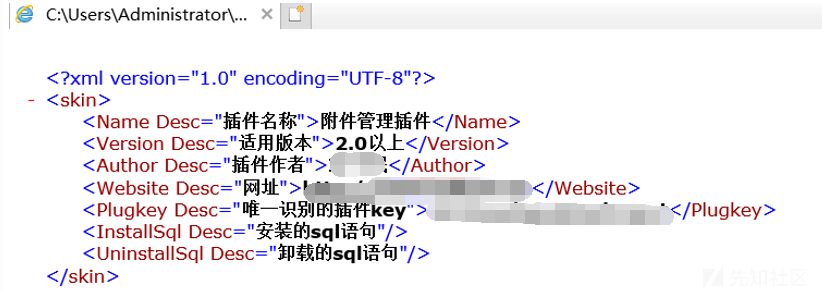 C:\Users\Administrator\...
<?xml version="1.0" encoding="UTF-8"?>
- <skin>
<Name Desc="插件名称">附件管理插件</Name>
<Version Desc="适用版本">2.0以上</Version>
<Author Desc="插件作者"></Author>
<Website Desc="网址"></Website>
<Plugkey Desc="唯一识别的插件key"></Plugkey>
<InstallSql Desc="安装的sql语句"/>
<UninstallSql Desc="卸载的sql语句"/>
</skin>
先知社区